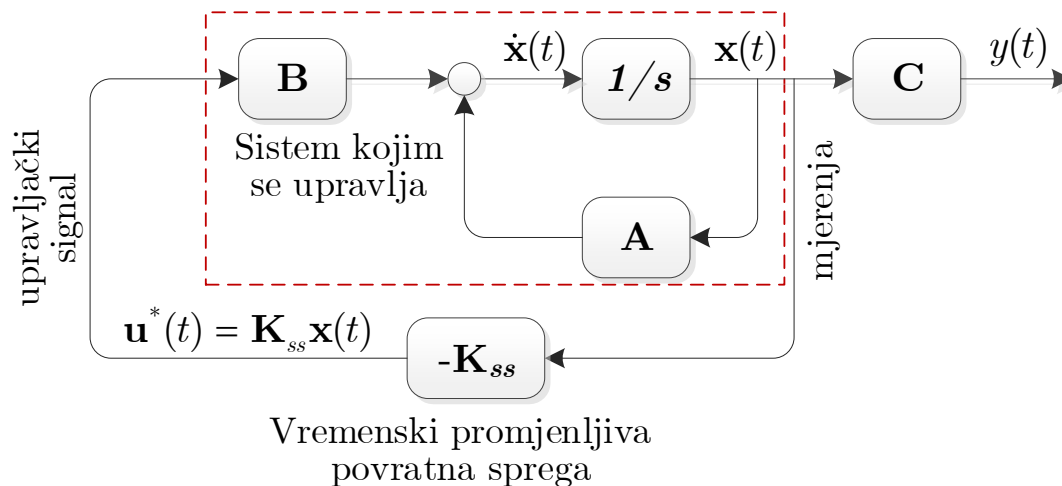 ẋ(t)
x(t)
y(t)
B
1/s
C
Sistem kojim
se upravlja
A
upravljački
signal
mjerenja
u*(t) = Kssx(t)
-Kss
Vremenski promjenljiva
povratna sprega